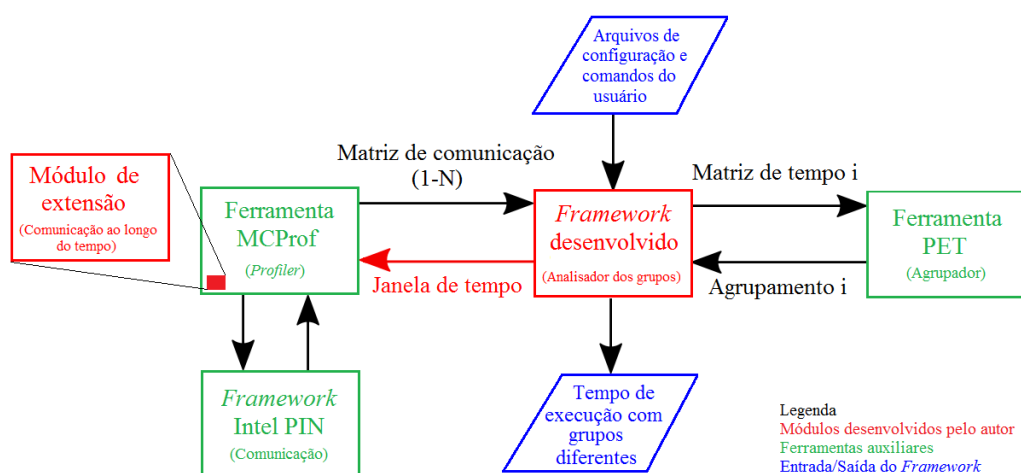 Arquivos de
configuração e
comandos do
usuário
Módulo de
extensão
(Comunicação ao longo
do tempo)
Ferramenta
MCProf
(Profiler)
Matriz de comunicação
(1-N)
Janela de tempo
Framework
desenvolvido
(Analisador dos grupos)
Matriz de tempo i
Agrupamento i
Ferramenta
PET
(Agrupador)
Framework
Intel PIN
(Comunicação)
Tempo de
execução com
grupos
diferentes
Legenda
Módulos desenvolvidos pelo autor
Ferramentas auxiliares
Entrada/Saída do Framework